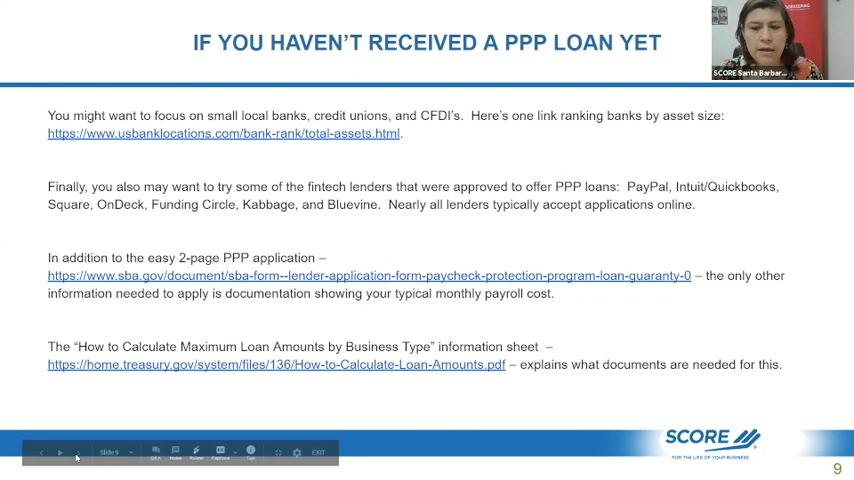 IF YOU HAVEN'T RECEIVED A PPP LOAN YET
SCORE Santa Barbar...
You might want to focus on small local banks, credit unions, and CFDI's. Here's one link ranking banks by asset size:
https://www.usbanklocations.com/bank-rank/total-assets.html.
Finally, you also may want to try some of the fintech lenders that were approved to offer PPP loans: PayPal, Intuit/Quickbooks,
Square, OnDeck, Funding Circle, Kabbage, and Bluevine. Nearly all lenders typically accept applications online.
In addition to the easy 2-page PPP application –
https://www.sba.gov/document/sba-form--lender-application-form-paycheck-protection-program-loan-guaranty-0 – the only other
information needed to apply is documentation showing your typical monthly payroll cost.
The “How to Calculate Maximum Loan Amounts by Business Type” information sheet –
https://home.treasury.gov/system/files/136/How-to-Calculate-Loan-Amounts.pdf – explains what documents are needed for this.
SCORE
FOR THE LIFE OF YOUR BUSINESS
Slide 9
Q&A Notes Pointer Captions
EXIT
9